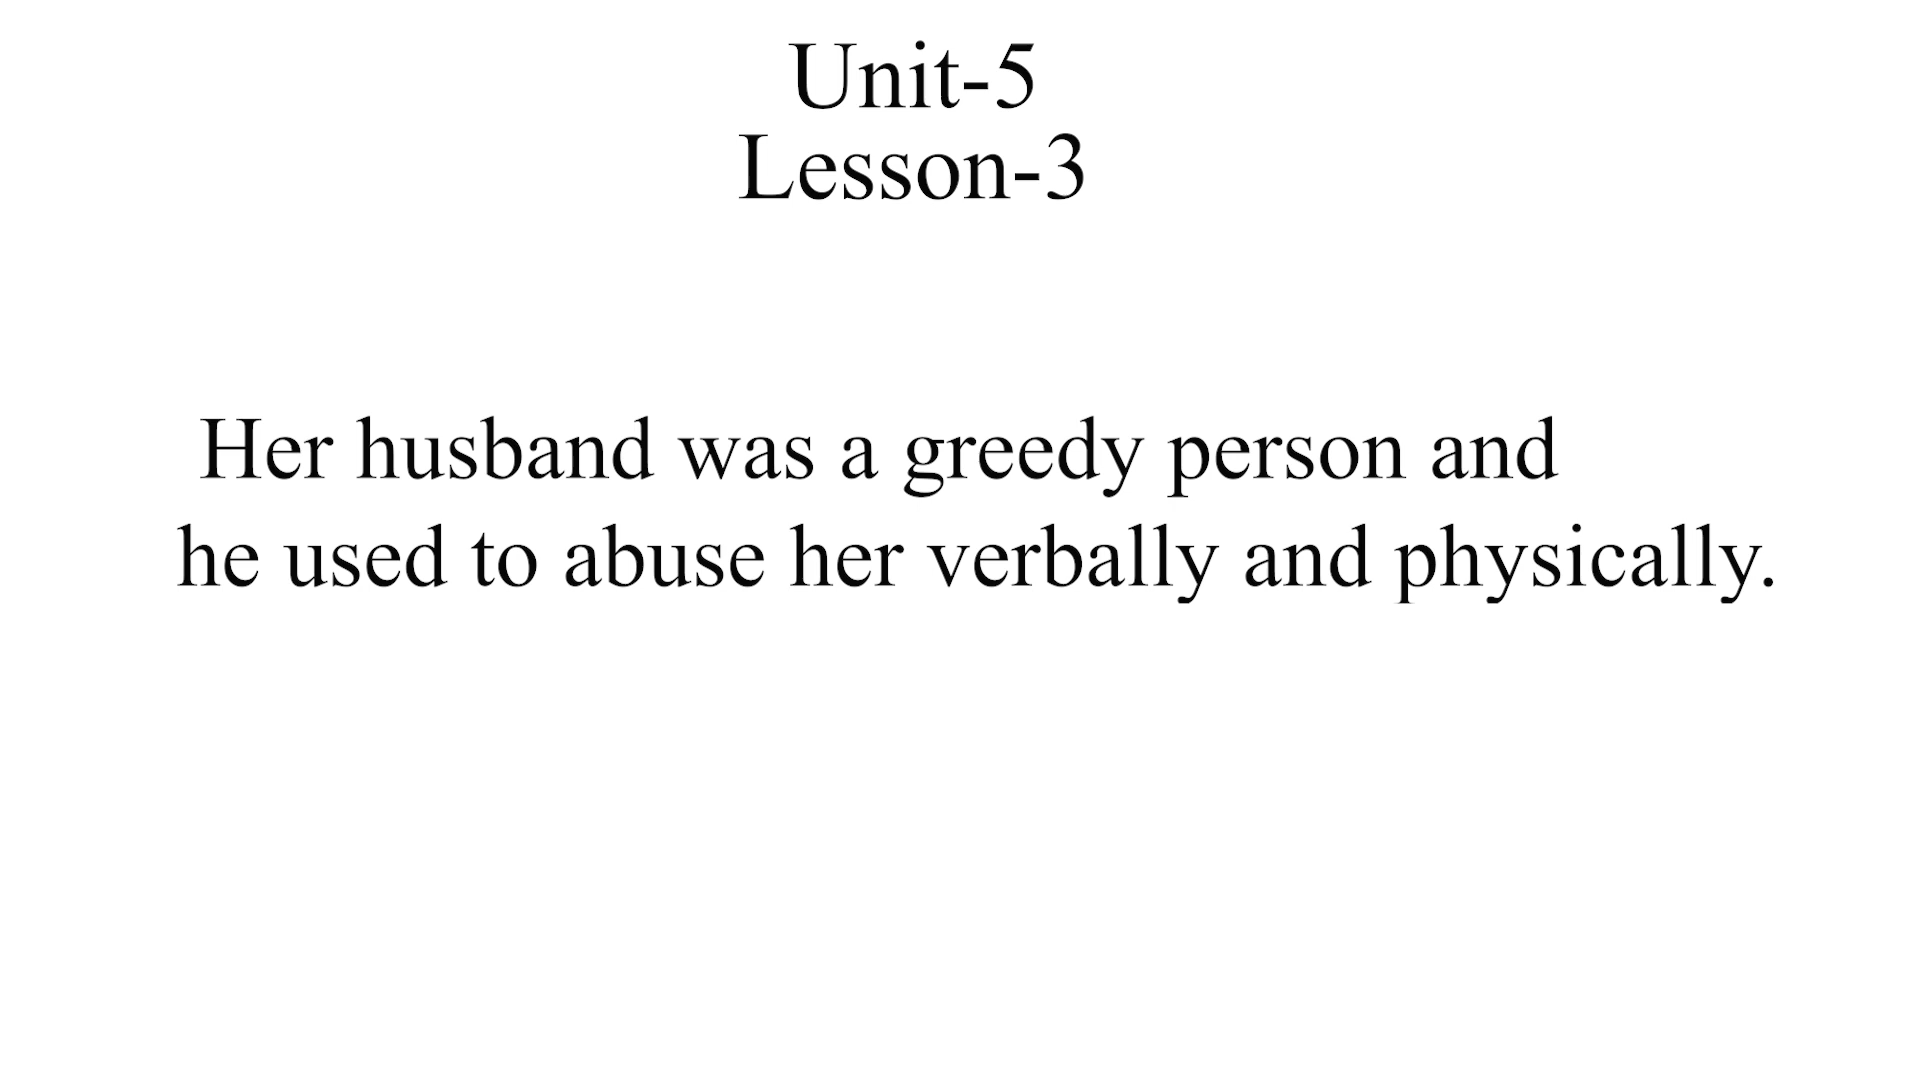 Unit-5
Lesson-3
Her husband was a greedy person and
he used to abuse her verbally and physically.